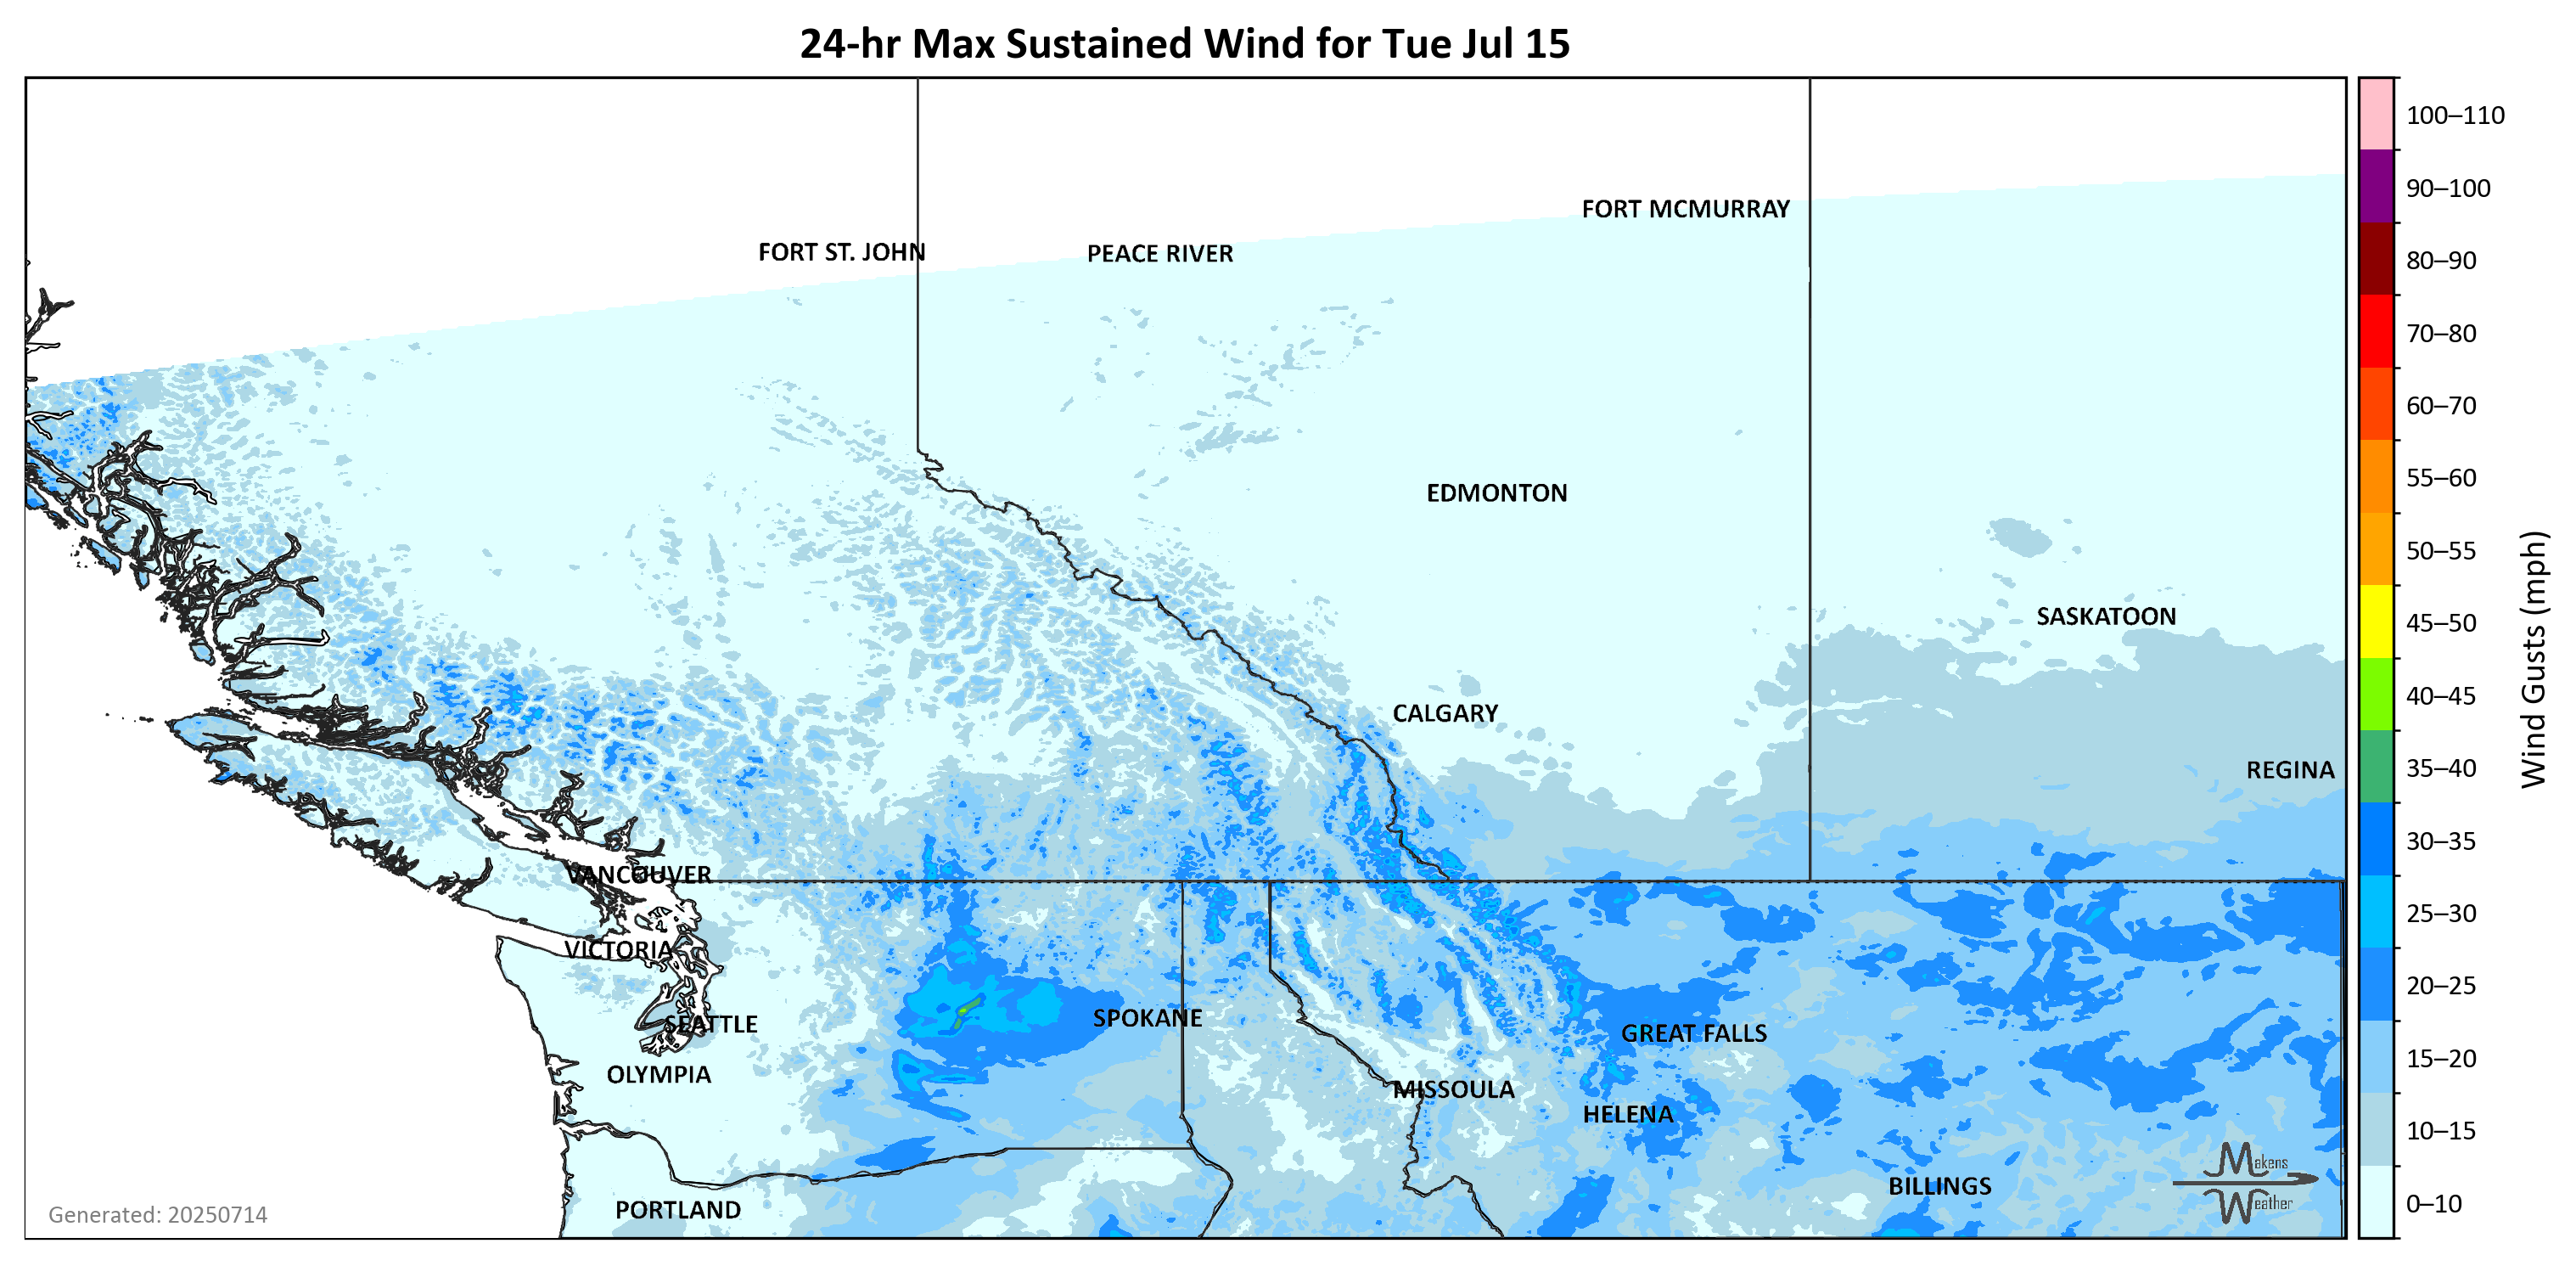 24-hr Max Sustained Wind for Tue Jul 15
100–110
90–100
80–90
70–80
60–70
55–60
50–55
45–50
40–45
35–40
30–35
25–30
20–25
15–20
10–15
0–10
Wind Gusts (mph)
FORT MCMURRAY
FORT ST. JOHN
PEACE RIVER
EDMONTON
SASKATOON
CALGARY
REGINA
VANCOUVER
VICTORIA
SEATTLE
SPOKANE
GREAT FALLS
OLYMPIA
MISSOULA
HELENA
BILLINGS
PORTLAND
Makens
Weather
Generated: 20250714